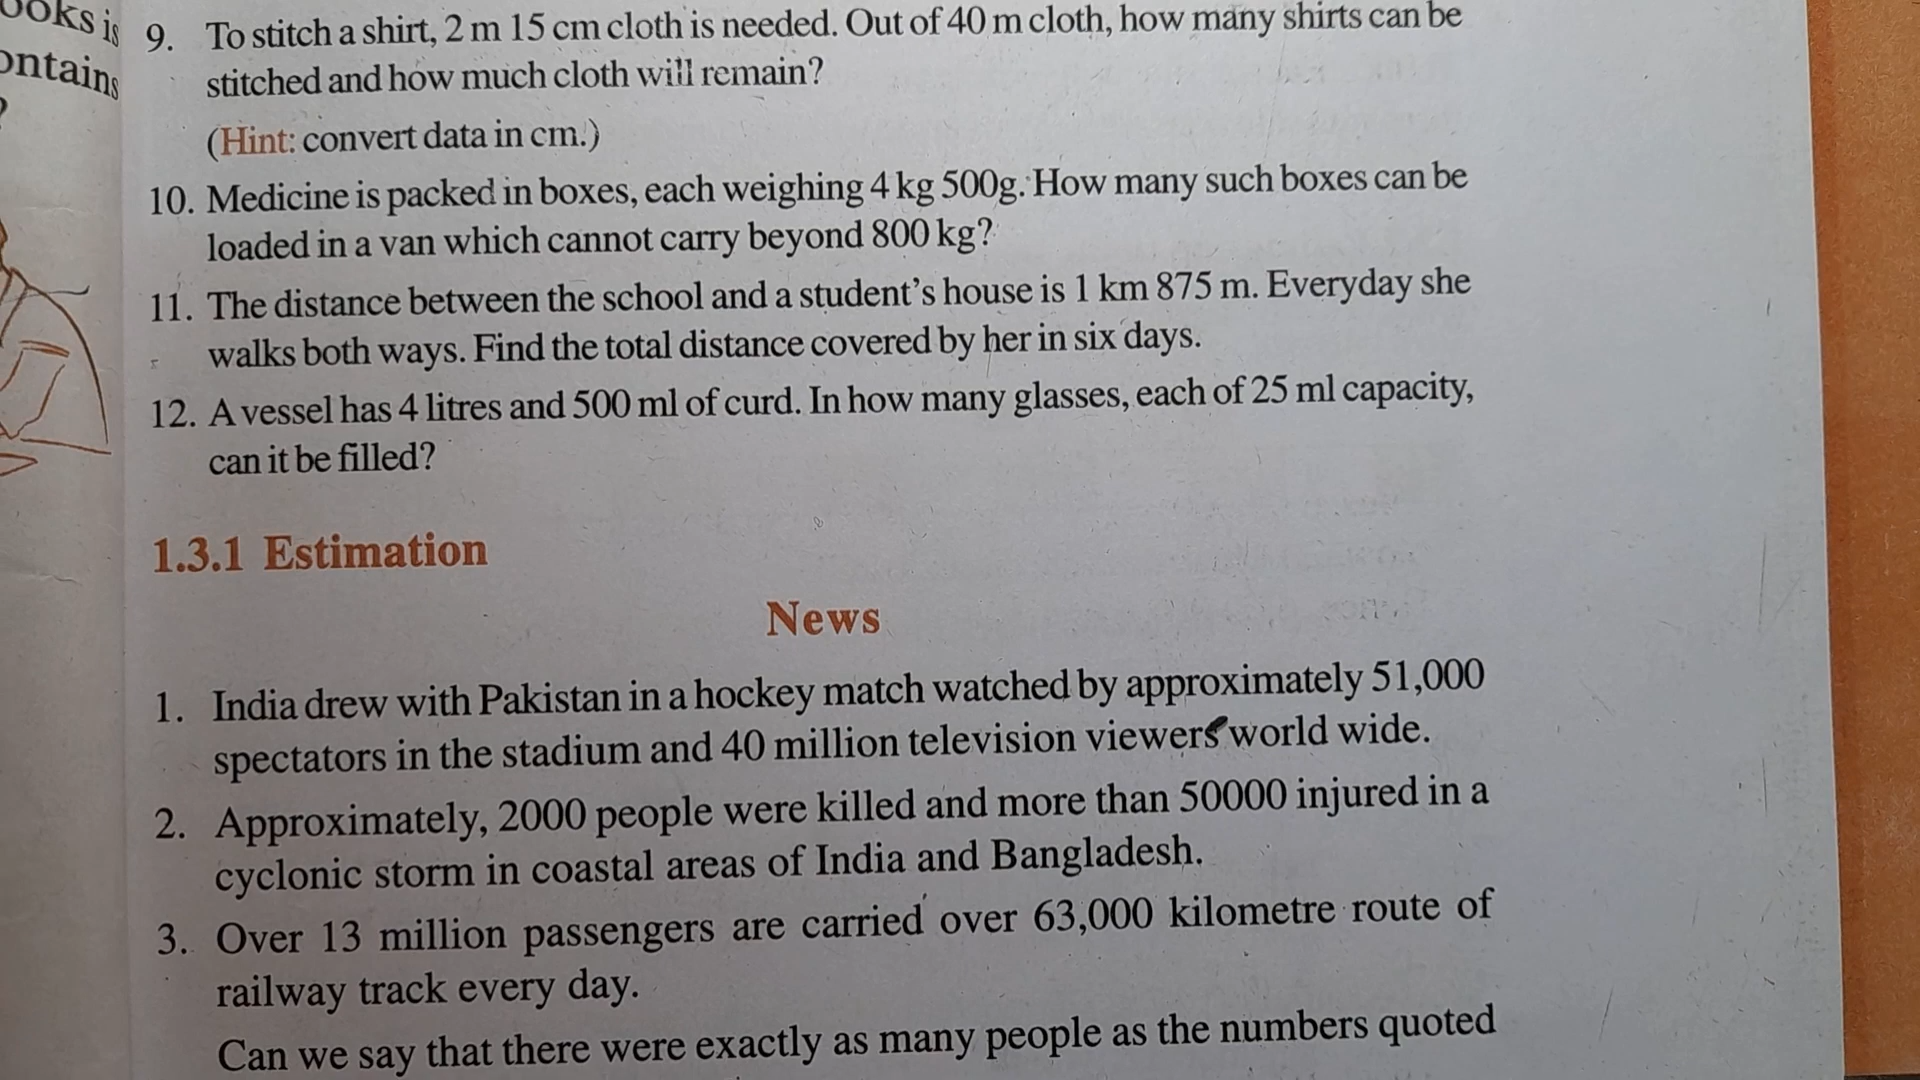 ooks is
ontains
?
9. To stitch a shirt, 2 m 15 cm cloth is needed. Out of 40 m cloth, how many shirts can be
stitched and how much cloth will remain?
(Hint: convert data in cm.)
10. Medicine is packed in boxes, each weighing 4 kg 500g. How many such boxes can be
loaded in a van which cannot carry beyond 800 kg?
11. The distance between the school and a student's house is 1 km 875 m. Everyday she
walks both ways. Find the total distance covered by her in six days.
12. A vessel has 4 litres and 500 ml of curd. In how many glasses, each of 25 ml capacity,
can it be filled?
1.3.1 Estimation
News
1. India drew with Pakistan in a hockey match watched by approximately 51,000
spectators in the stadium and 40 million television viewers world wide.
2. Approximately, 2000 people were killed and more than 50000 injured in a
cyclonic storm in coastal areas of India and Bangladesh.
3. Over 13 million passengers are carried over 63,000 kilometre route of
railway track every day.
Can we say that there were exactly as many people as the numbers quoted